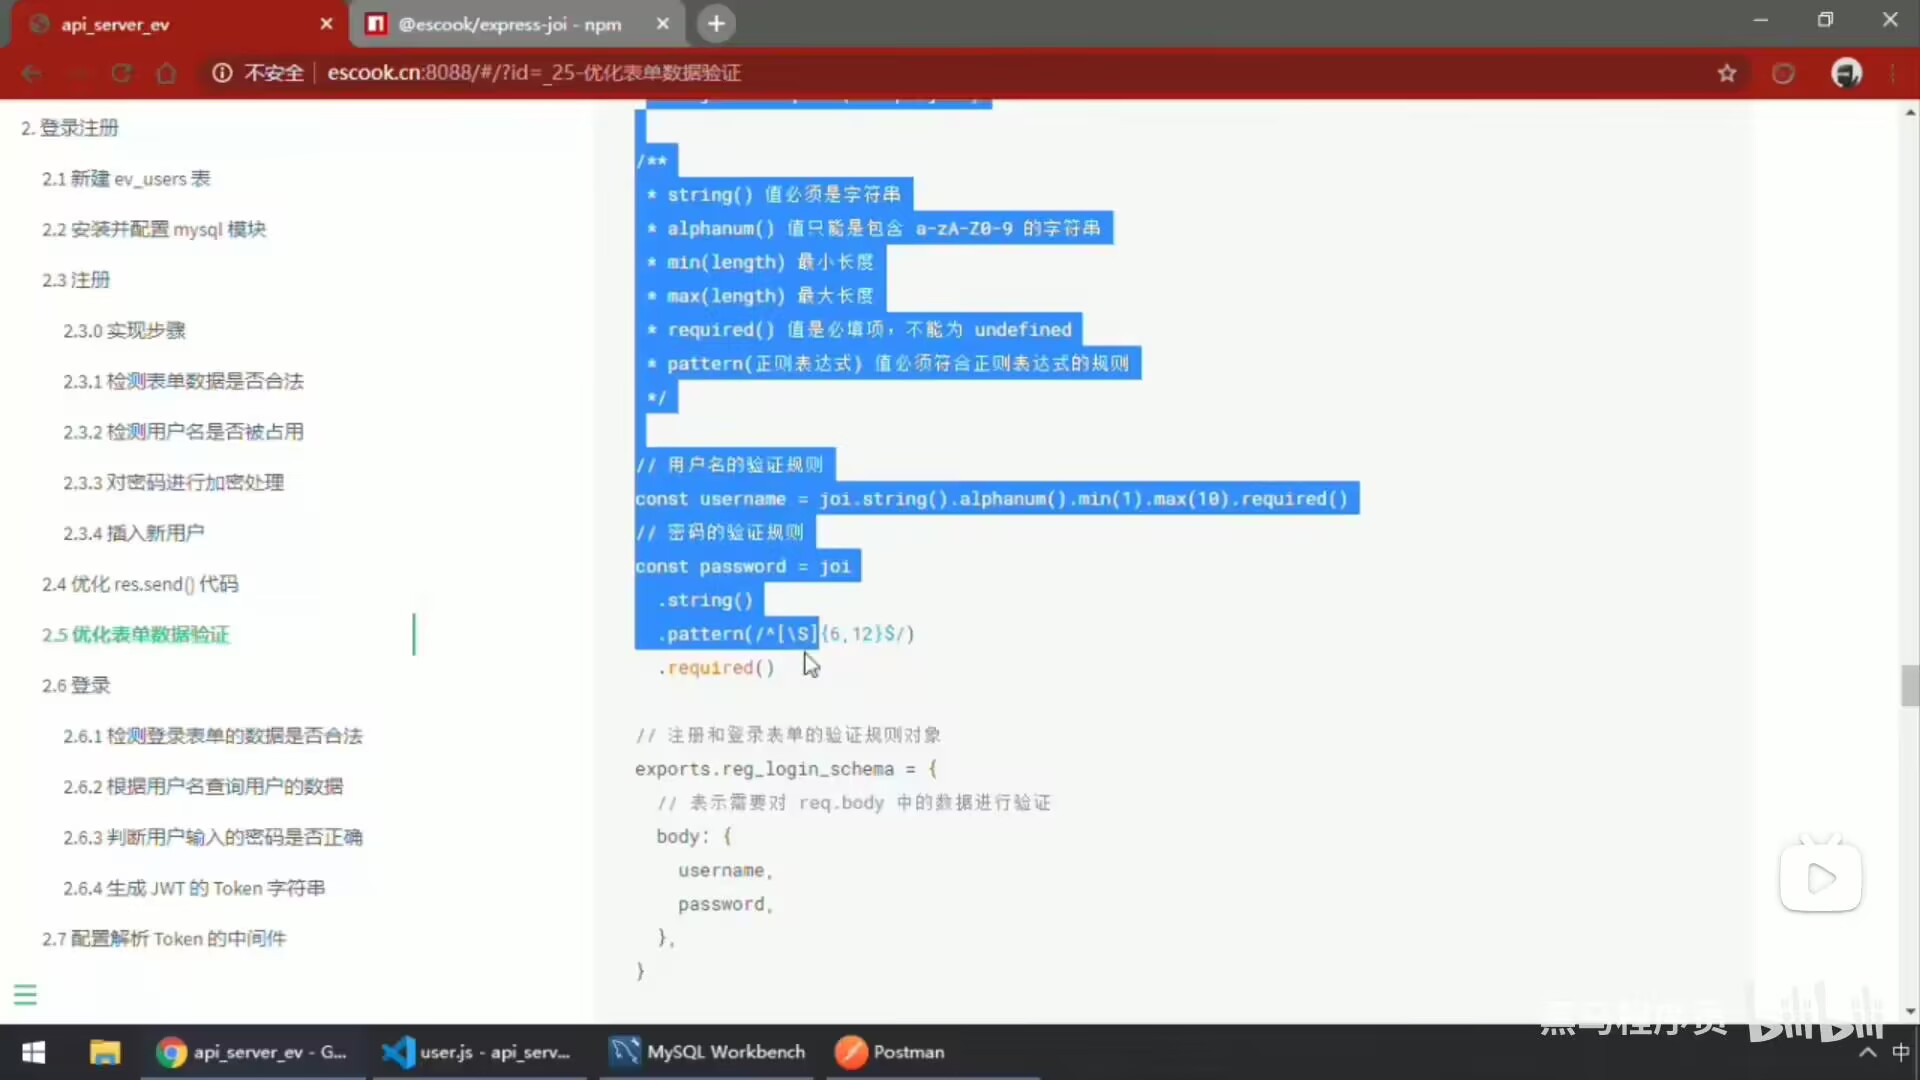 api_server_ev
@escook/express-joi - npm
不安全
escook.cn:8088/#/?id=_25-优化表单数据验证
2. 登录注册
2.1 新建 ev_users 表
2.2 安装并配置 mysql 模块
2.3 注册
2.3.0 实现步骤
2.3.1 检测表单数据是否合法
2.3.2 检测用户名是否被占用
2.3.3 对密码进行加密处理
2.3.4 插入新用户
2.4 优化 res.send() 代码
2.5 优化表单数据验证
2.6 登录
2.6.1 检测登录表单的数据是否合法
2.6.2 根据用户名查询用户的数据
2.6.3 判断用户输入的密码是否正确
2.6.4 生成 JWT 的 Token 字符串
2.7 配置解析 Token 的中间件
/**
* string() 值必须是字符串
* alphanum() 值只能是包含 a-zA-Z0-9 的字符串
* min(length) 最小长度
* max(length) 最大长度
* required() 值是必填项，不能为 undefined
* pattern(正则表达式) 值必须符合正则表达式的规则
*/
// 用户名的验证规则
const username = joi.string().alphanum().min(1).max(10).required()
// 密码的验证规则
const password = joi
.string()
.pattern(/^[\S]{6,12}$/)
.required()
// 注册和登录表单的验证规则对象
exports.reg_login_schema = {
// 表示需要对 req.body 中的数据进行验证
body: {
username,
password,
},
}
黑马程序员 bilibili
api_server_ev - G...
user.js - api_serv...
MySQL Workbench
Postman
中